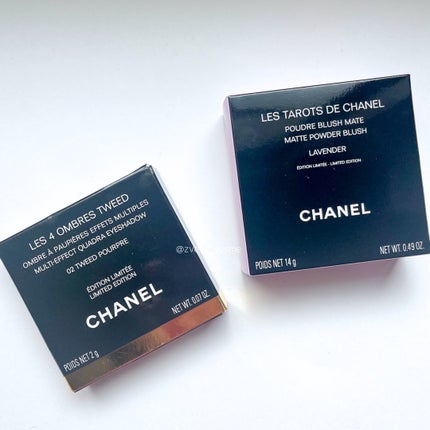 LES TAROTS DE CHANEL
POUDRE BLUSH MATE
MATTE POWDER BLUSH
LAVENDER
ÉDITION LIMITÉE - LIMITED EDITION
CHANEL
POIDS NET 14 g
NET WT. 0.49 OZ.
LES 4 OMBRES TWEED
OMBRE À PAUPIÈRES EFFETS MULTIPLES
MULTI-EFFECT QUADRA EYESHADOW
02 TWEED POURPRE
ÉDITION LIMITÉE
LIMITED EDITION
CHANEL
POIDS NET 2 g
NET WT. 0.07 OZ.